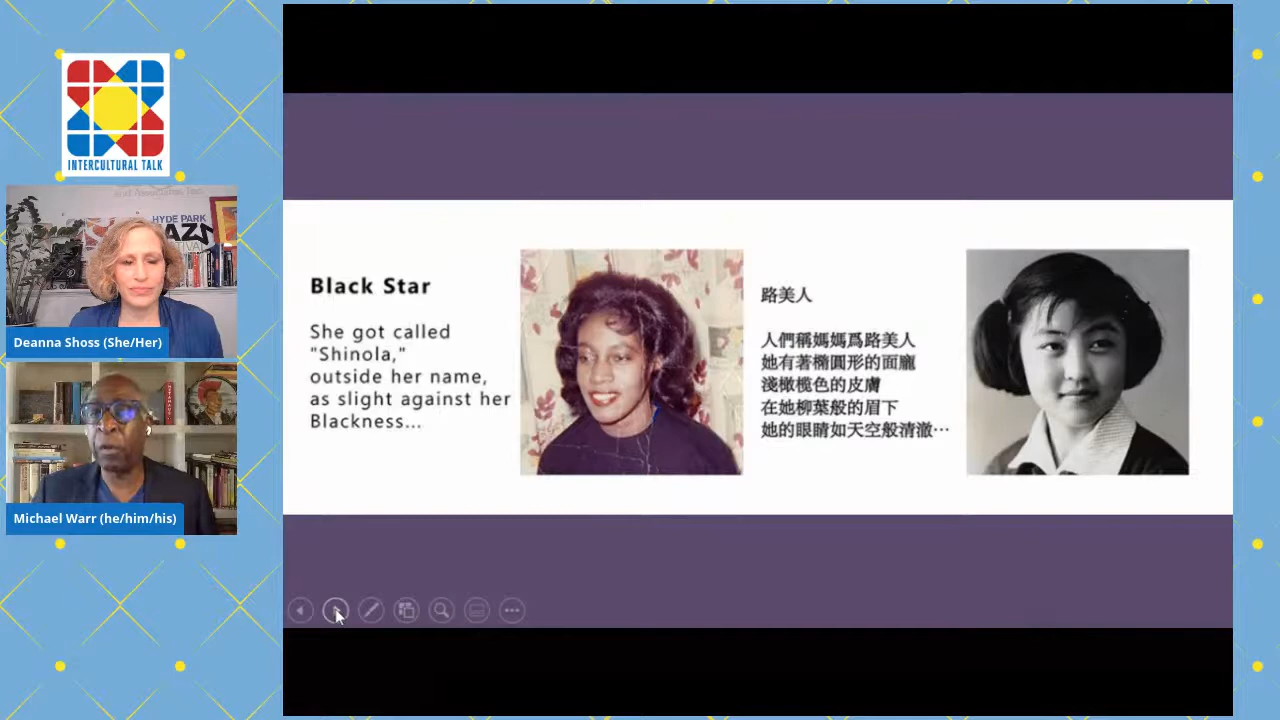 INTERCULTURAL TALK
HYDE PARK
Deanna Shoss (She/Her)
Michael Warr (he/him/his)
Black Star
She got called
"Shinola,"
outside her name,
as slight against her
Blackness...
路美人
人們稱媽媽爲路美人
她有著橢圓形的面龐
淺橄欖色的皮膚
在她柳葉般的眉下
她的眼睛如天空般清澈⋯